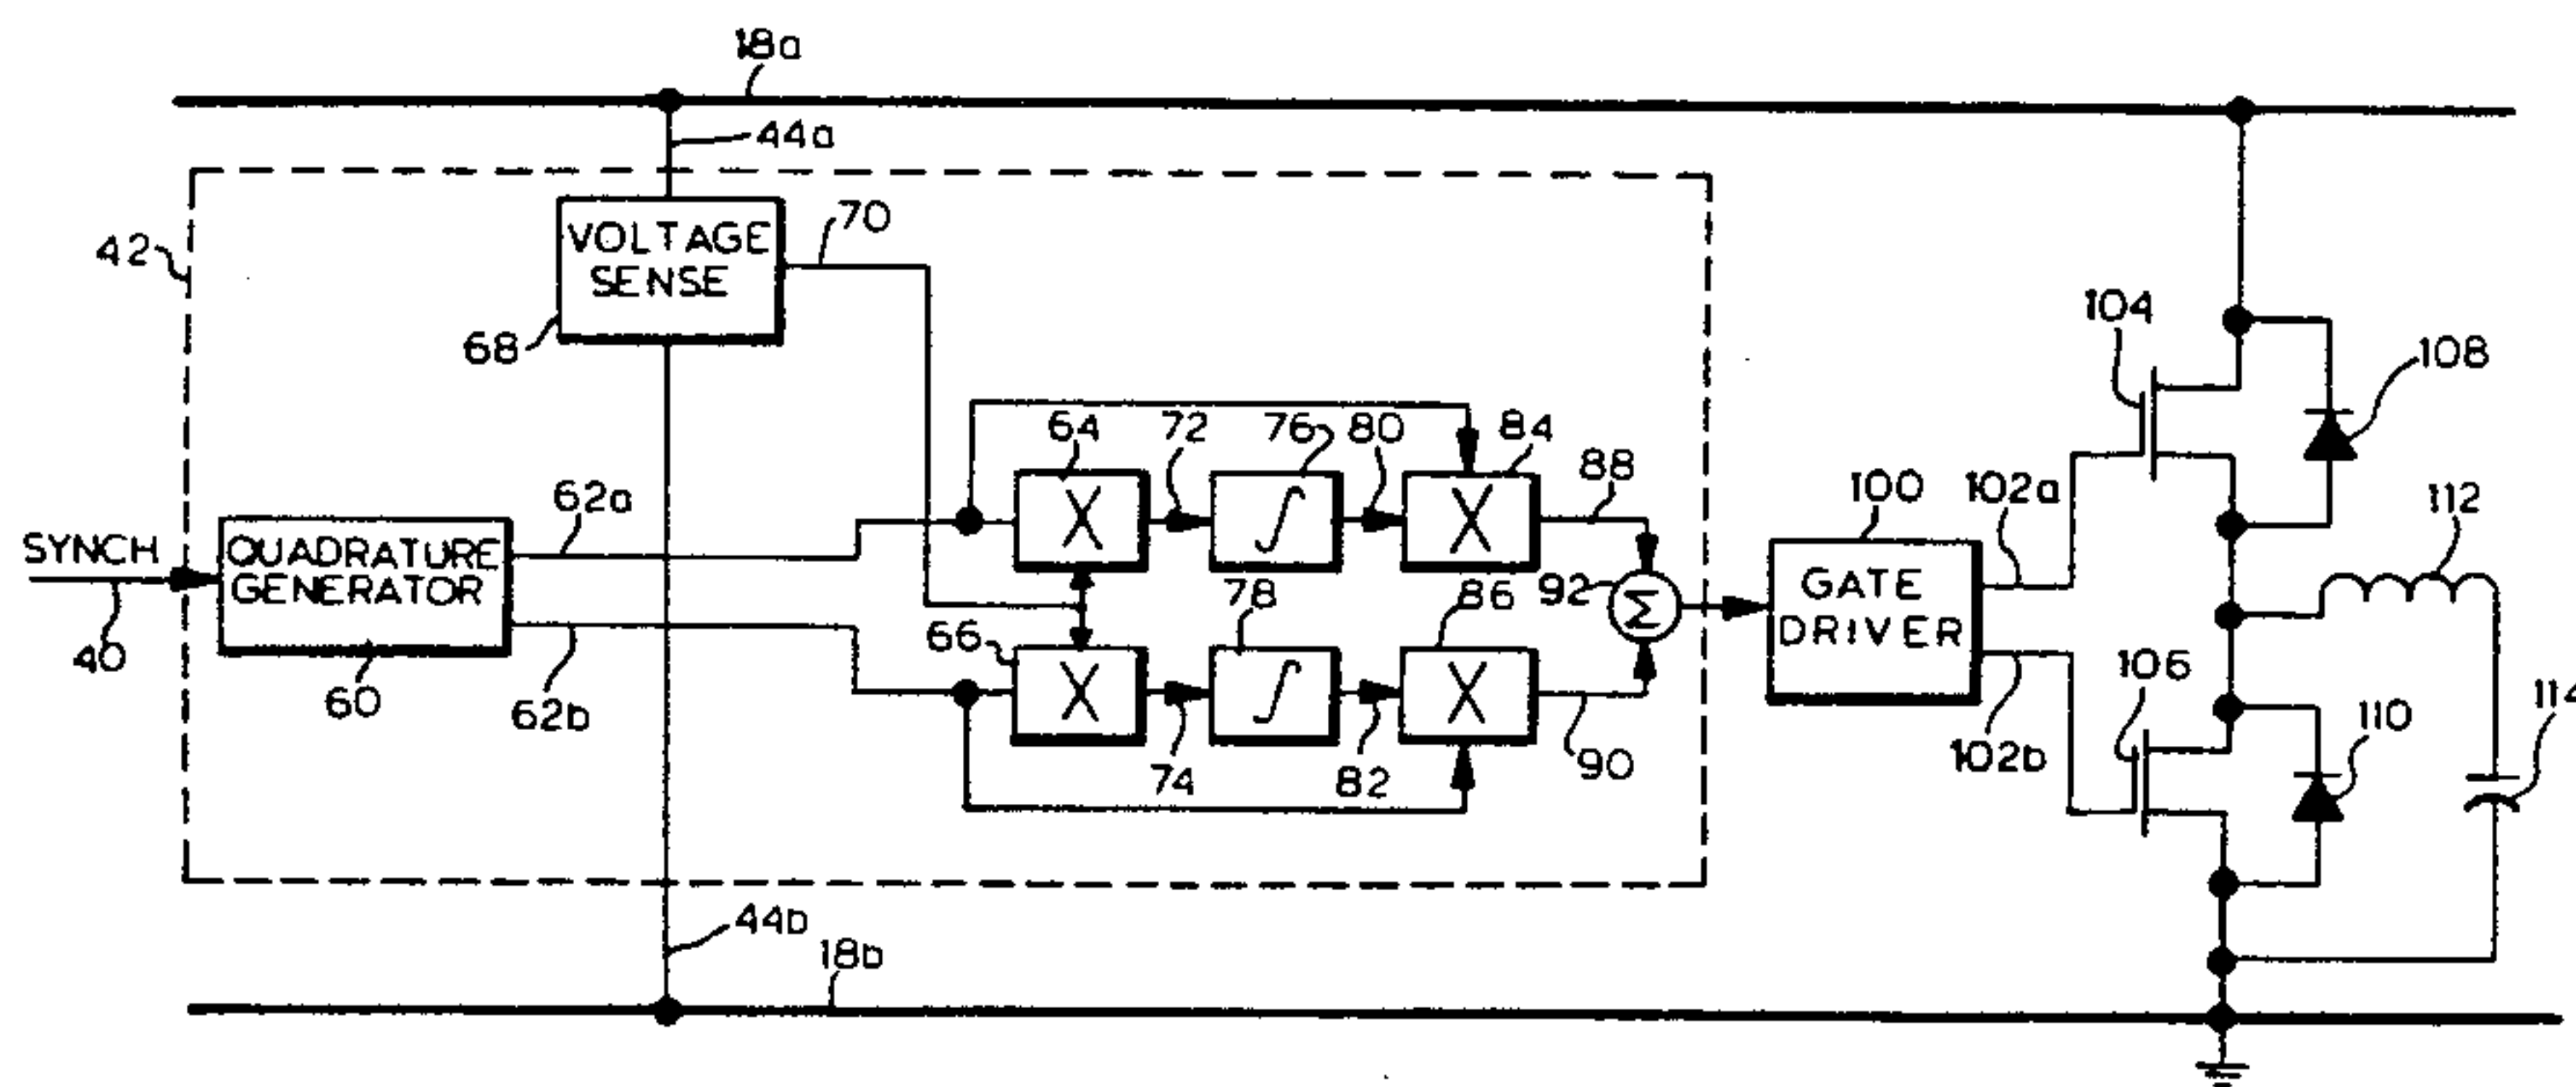 18a
44a
42
VOLTAGE
SENSE
70
68
104
108
64
72
76
80
84
88
62a
SYNCH
QUADRATURE
GENERATOR
100
102a
112
92
Σ
GATE
DRIVER
X
∫
X
40
60
62b
66
78
86
X
∫
X
74
82
90
102b
106
110
114
44b
18b